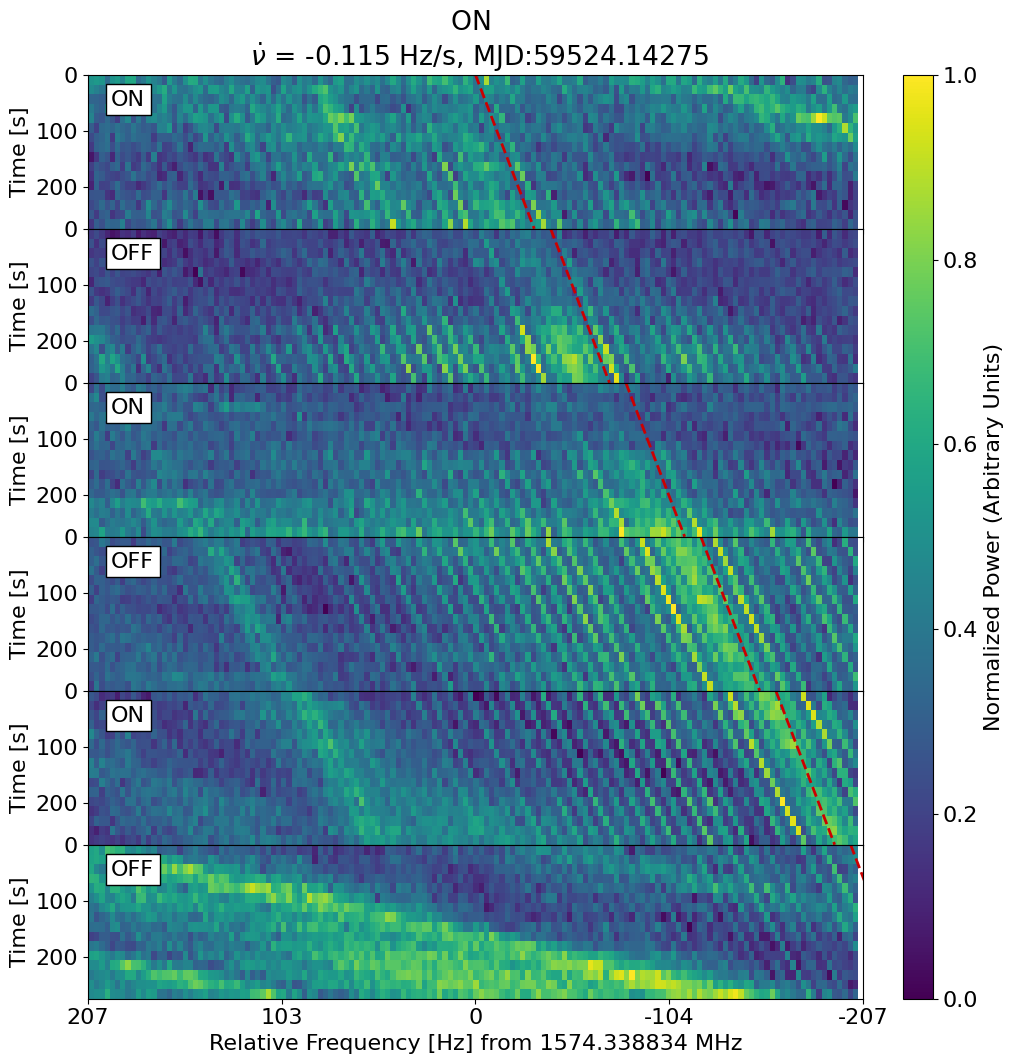 ON
ν̇ = -0.115 Hz/s, MJD:59524.14275
0
ON
100
Time [s]
200
0
OFF
100
Time [s]
200
0
ON
100
Time [s]
200
0
OFF
100
Time [s]
200
0
ON
100
Time [s]
200
0
OFF
100
Time [s]
200
207 103 0 -104 -207
Relative Frequency [Hz] from 1574.338834 MHz
1.0
0.8
0.6
0.4
0.2
0.0
Normalized Power (Arbitrary Units)